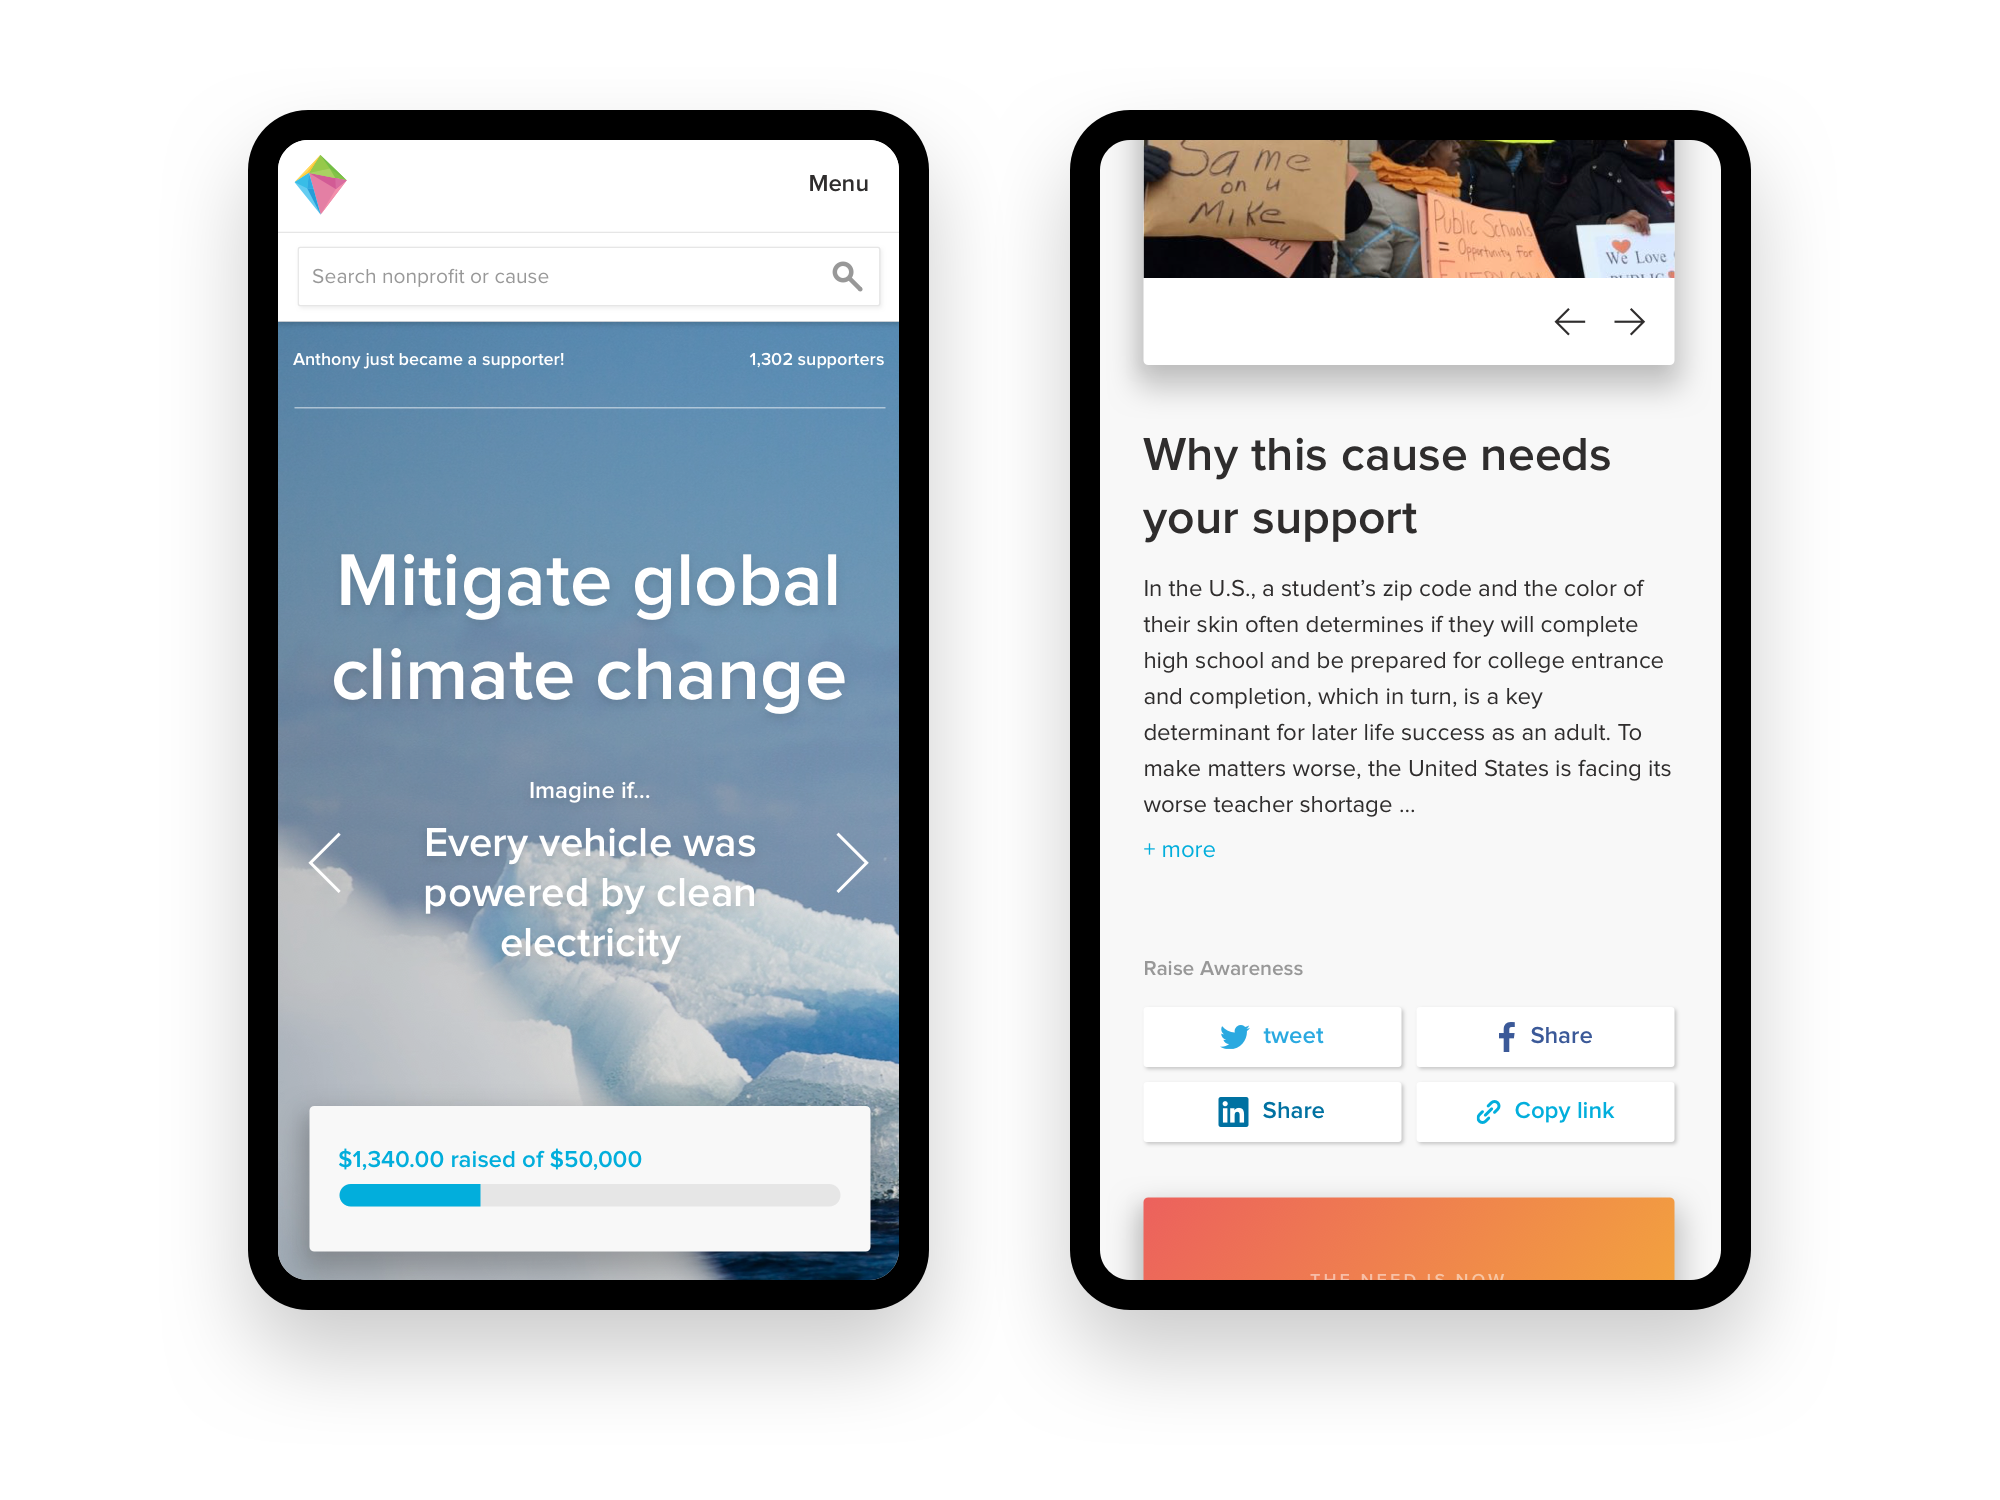 Menu
Search nonprofit or cause
Anthony just became a supporter!
1,302 supporters
Mitigate global
climate change
Imagine if...
Every vehicle was
powered by clean
electricity
$1,340.00 raised of $50,000
Same
on u
Mike
Public Schools
= Opportunity For
We Love
PUBLIC
Why this cause needs
your support
In the U.S., a student’s zip code and the color of
their skin often determines if they will complete
high school and be prepared for college entrance
and completion, which in turn, is a key
determinant for later life success as an adult. To
make matters worse, the United States is facing its
worse teacher shortage ...
+ more
Raise Awareness
tweet
Share
in Share
Copy link
THE NEED IS NOW